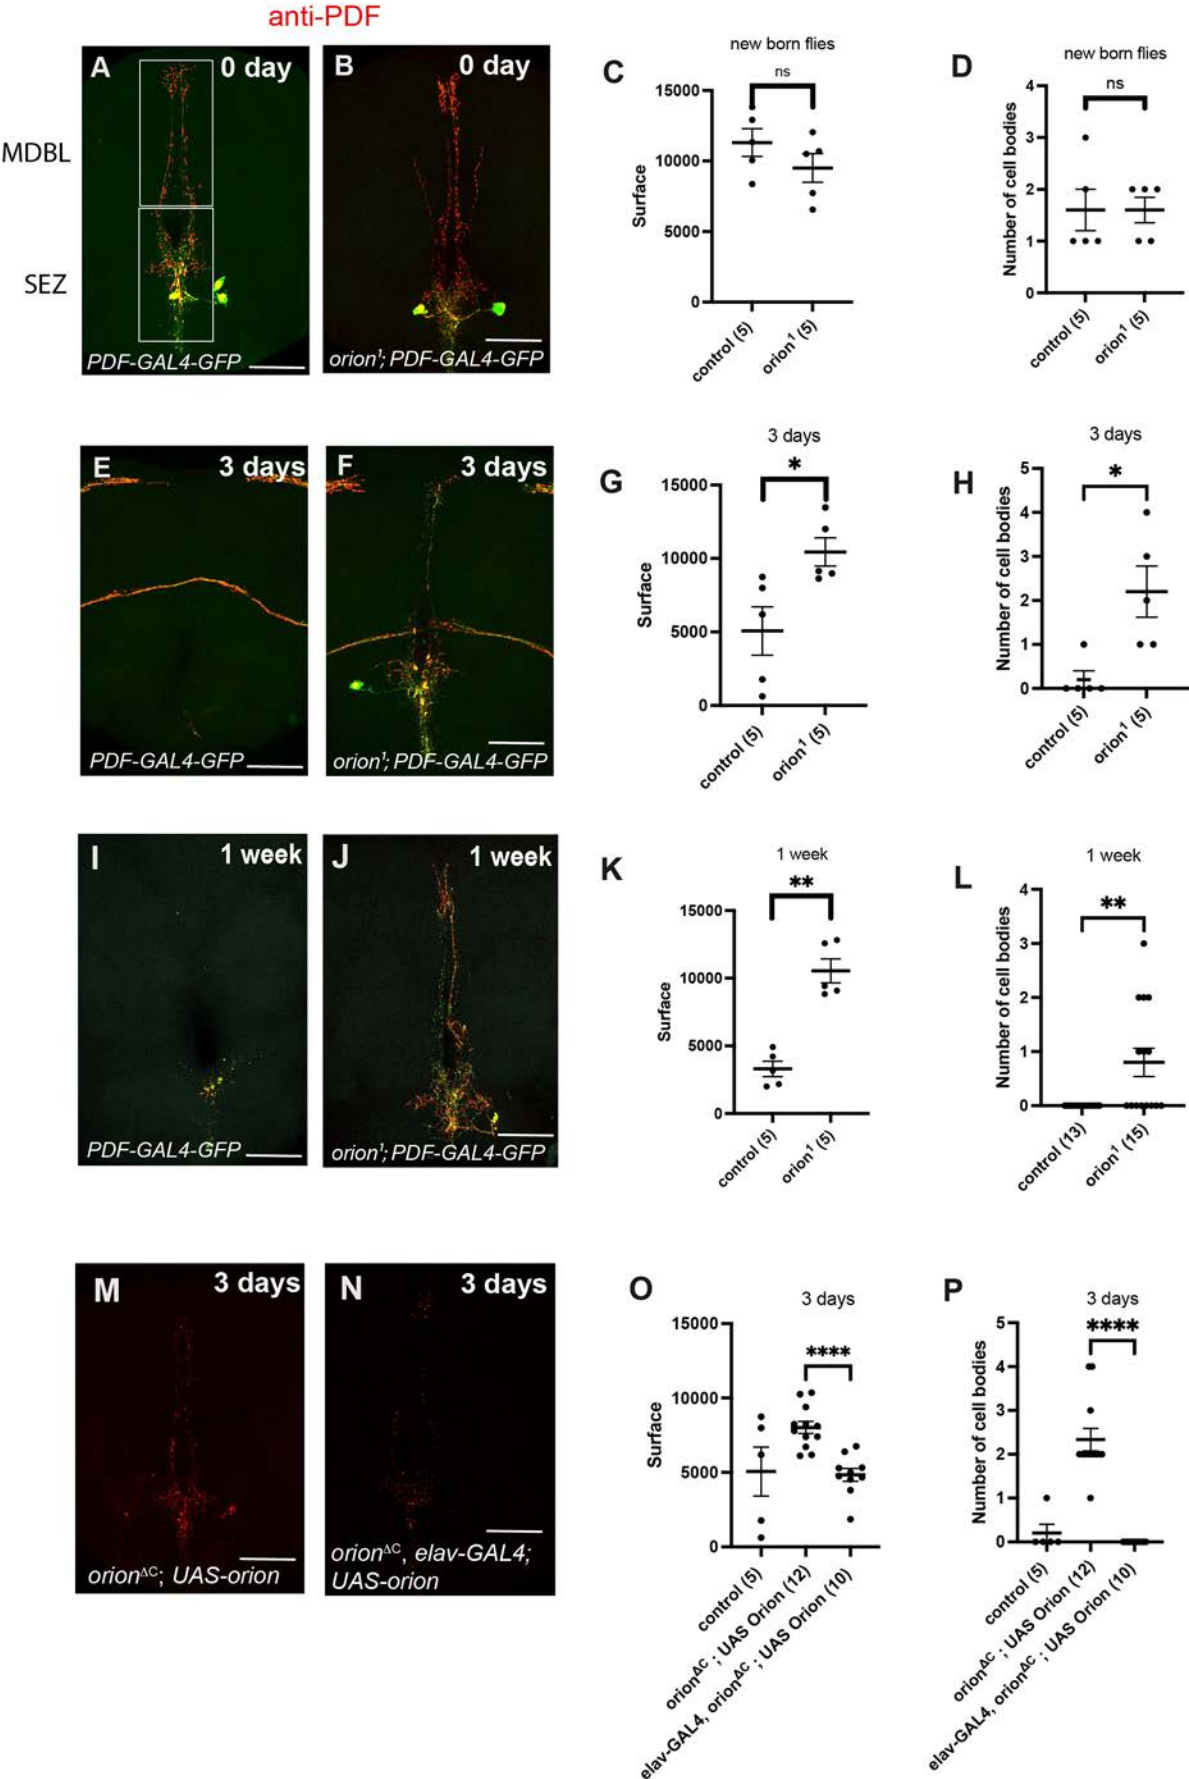 anti-PDF
A 0 day
MDBL
SEZ
PDF-GAL4-GFP
B 0 day
orion¹; PDF-GAL4-GFP
C
new born flies
ns
Surface
15000
10000
5000
0
control (5)
orion¹ (5)
D
new born flies
ns
Number of cell bodies
4
3
2
1
0
control (5)
orion¹ (5)
E 3 days
PDF-GAL4-GFP
F 3 days
orion¹; PDF-GAL4-GFP
G
3 days
*
Surface
15000
10000
5000
0
control (5)
orion¹ (5)
H
3 days
*
Number of cell bodies
5
4
3
2
1
0
control (5)
orion¹ (5)
I 1 week
PDF-GAL4-GFP
J 1 week
orion¹; PDF-GAL4-GFP
K
1 week
**
Surface
15000
10000
5000
0
control (5)
orion¹ (5)
L
1 week
**
Number of cell bodies
4
3
2
1
0
control (13)
orion¹ (15)
M 3 days
orionΔC; UAS-orion
N 3 days
orionΔC, elav-GAL4;
UAS-orion
O
3 days
****
Surface
15000
10000
5000
0
control (5)
orionΔC ; UAS Orion (12)
elav-GAL4, orionΔC ; UAS Orion (10)
P
3 days
****
Number of cell bodies
5
4
3
2
1
0
control (5)
orionΔC ; UAS Orion (12)
elav-GAL4, orionΔC ; UAS Orion (10)